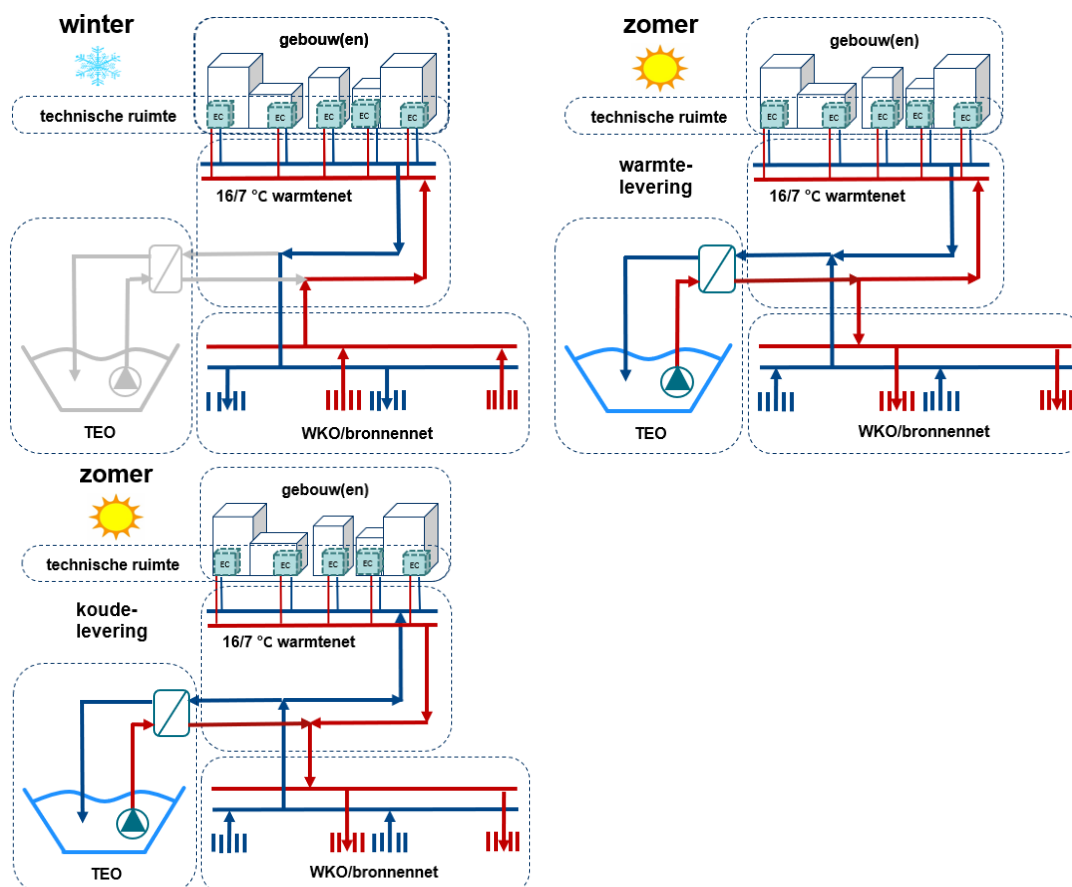 winter
gebouw(en)
technische ruimte
EC EC EC EC EC
16/7 °C warmtenet
TEO
WKO/bronnennet
zomer
gebouw(en)
technische ruimte
EC EC EC EC EC
warmte-
levering
16/7 °C warmtenet
TEO
WKO/bronnennet
zomer
gebouw(en)
technische ruimte
EC EC EC EC EC
koude-
levering
16/7 °C warmtenet
TEO
WKO/bronnennet